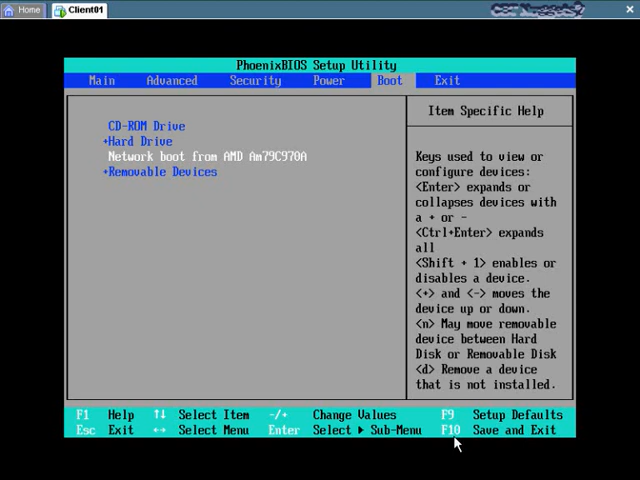 Home
Client01
PhoenixBIOS Setup Utility
Main Advanced Security Power Boot Exit
CD-ROM Drive
+Hard Drive
Network boot from AMD Am79C970A
+Removable Devices
Item Specific Help
Keys used to view or
configure devices:
<Enter> expands or
collapses devices with
a + or -
<Ctrl+Enter> expands
all
<Shift + 1> enables or
disables a device.
<+> and <-> moves the
device up or down.
<n> May move removable
device between Hard
Disk or Removable Disk
<d> Remove a device
that is not installed.
F1 Help ↑↓ Select Item -/+ Change Values F9 Setup Defaults
Esc Exit ↔ Select Menu Enter Select ▶ Sub-Menu F10 Save and Exit